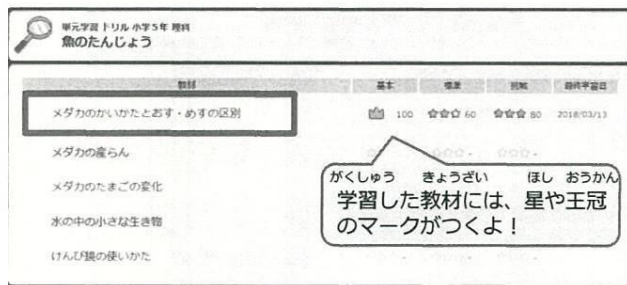 単元学習 ドリル 小学5年 理科
魚のたんじょう
教材 基本 標準 挑戦 最終学習日
メダカのかいかたとおす・めすの区別 100 ☆☆☆ 60 ☆☆☆ 80 2018/03/13
メダカの産らん
メダカのたまごの変化
水の中の小さな生き物
けんび鏡の使いかた
がくしゅう きょうざい ほし おうかん
学習した教材には、星や王冠
のマークがつくよ！